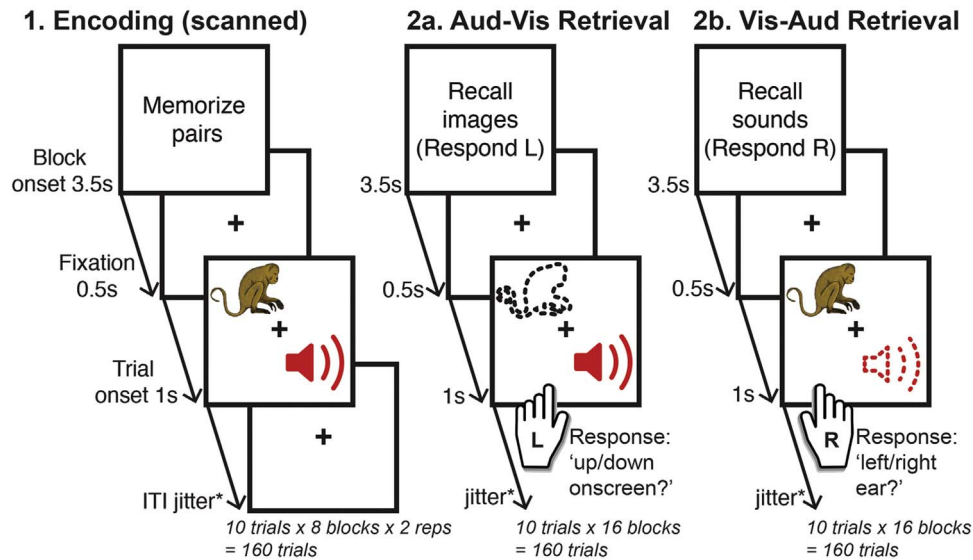 1. Encoding (scanned)
Memorize
pairs
Block
onset 3.5s
+
Fixation
0.5s
+
Trial
onset 1s
+
ITI jitter*
10 trials x 8 blocks x 2 reps
= 160 trials
2a. Aud-Vis Retrieval
Recall
images
(Respond L)
3.5s
+
0.5s
+
1s
L
Response:
‘up/down
onscreen?’
jitter*
10 trials x 16 blocks
= 160 trials
2b. Vis-Aud Retrieval
Recall
sounds
(Respond R)
3.5s
+
0.5s
+
1s
R
Response:
‘left/right
ear?’
jitter*
10 trials x 16 blocks
= 160 trials